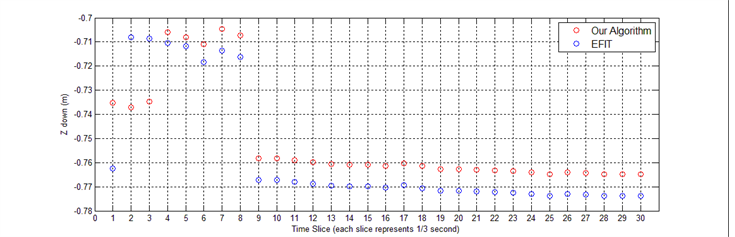 -0.7
-0.71
-0.72
-0.73
-0.74
-0.75
-0.76
-0.77
-0.78
Z down (m)
Our Algorithm
EFIT
0 1 2 3 4 5 6 7 8 9 10 11 12 13 14 15 16 17 18 19 20 21 22 23 24 25 26 27 28 29 30
Time Slice (each slice represents 1/3 second)